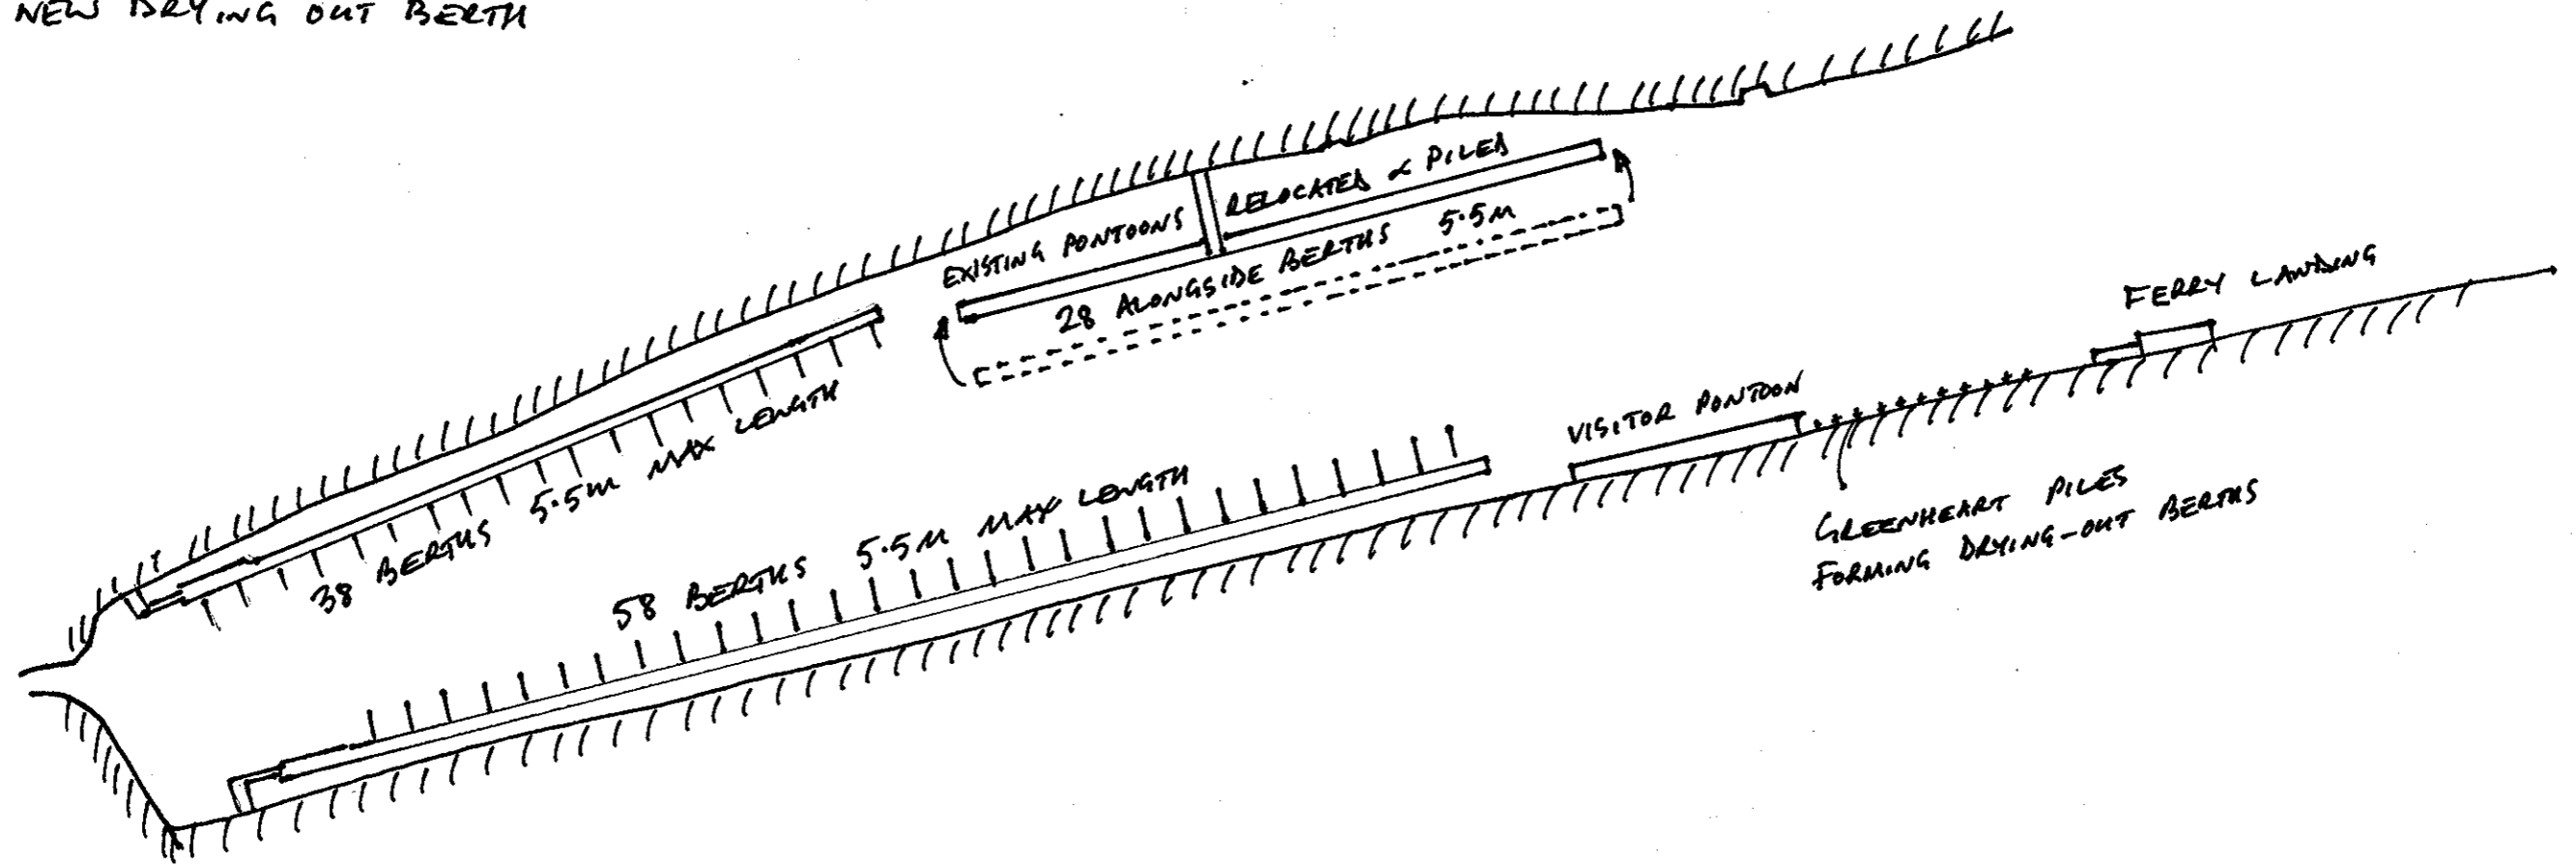 NEW DRYING OUT BERTH
EXISTING PONTOONS
RELOCATED & PILED
28 ALONGSIDE BERTHS 5.5M
38 BERTHS 5.5M MAX LENGTH
58 BERTHS 5.5M MAX LENGTH
VISITOR PONTOON
FERRY LANDING
GREENHEART PILES
FORMING DRYING-OUT BERTHS